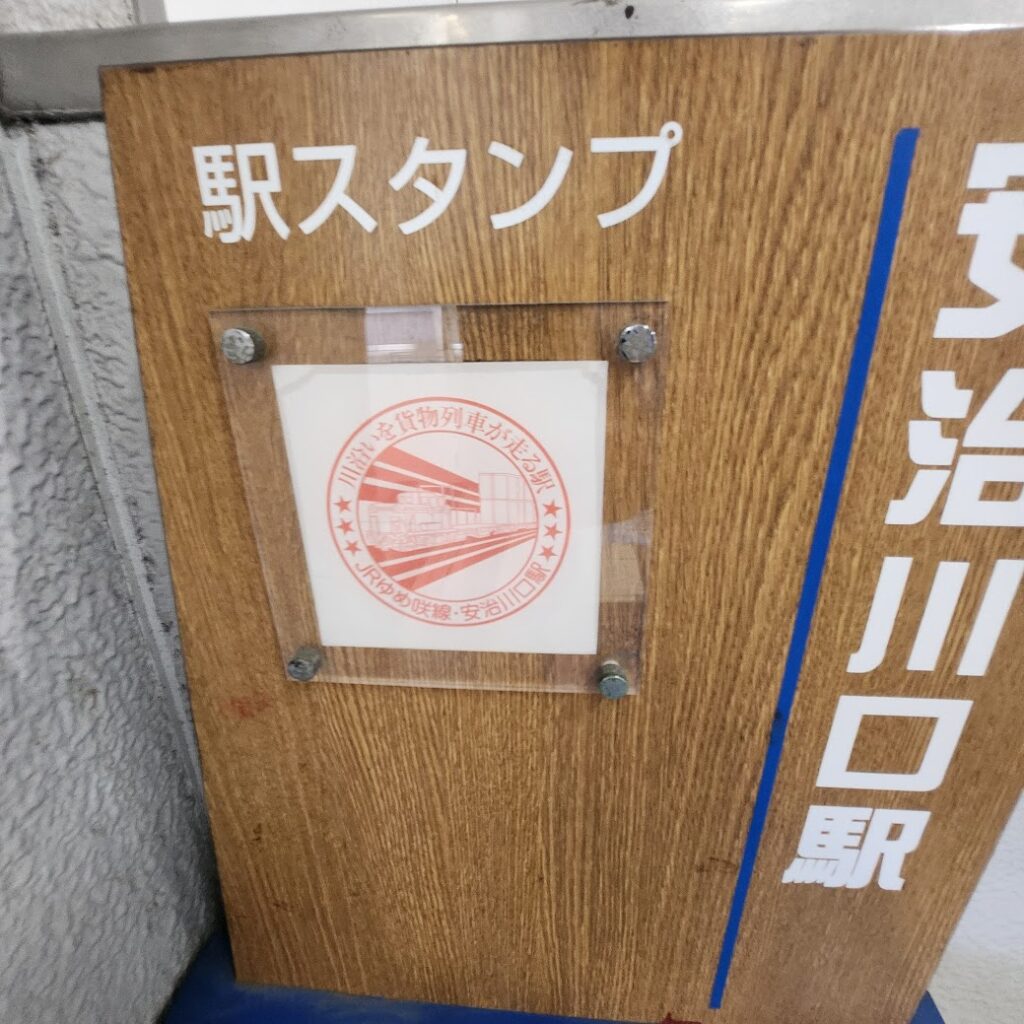 駅スタンプ
川沿いを貨物列車が走る駅
JRゆめ咲線・安治川口駅
安治川口駅